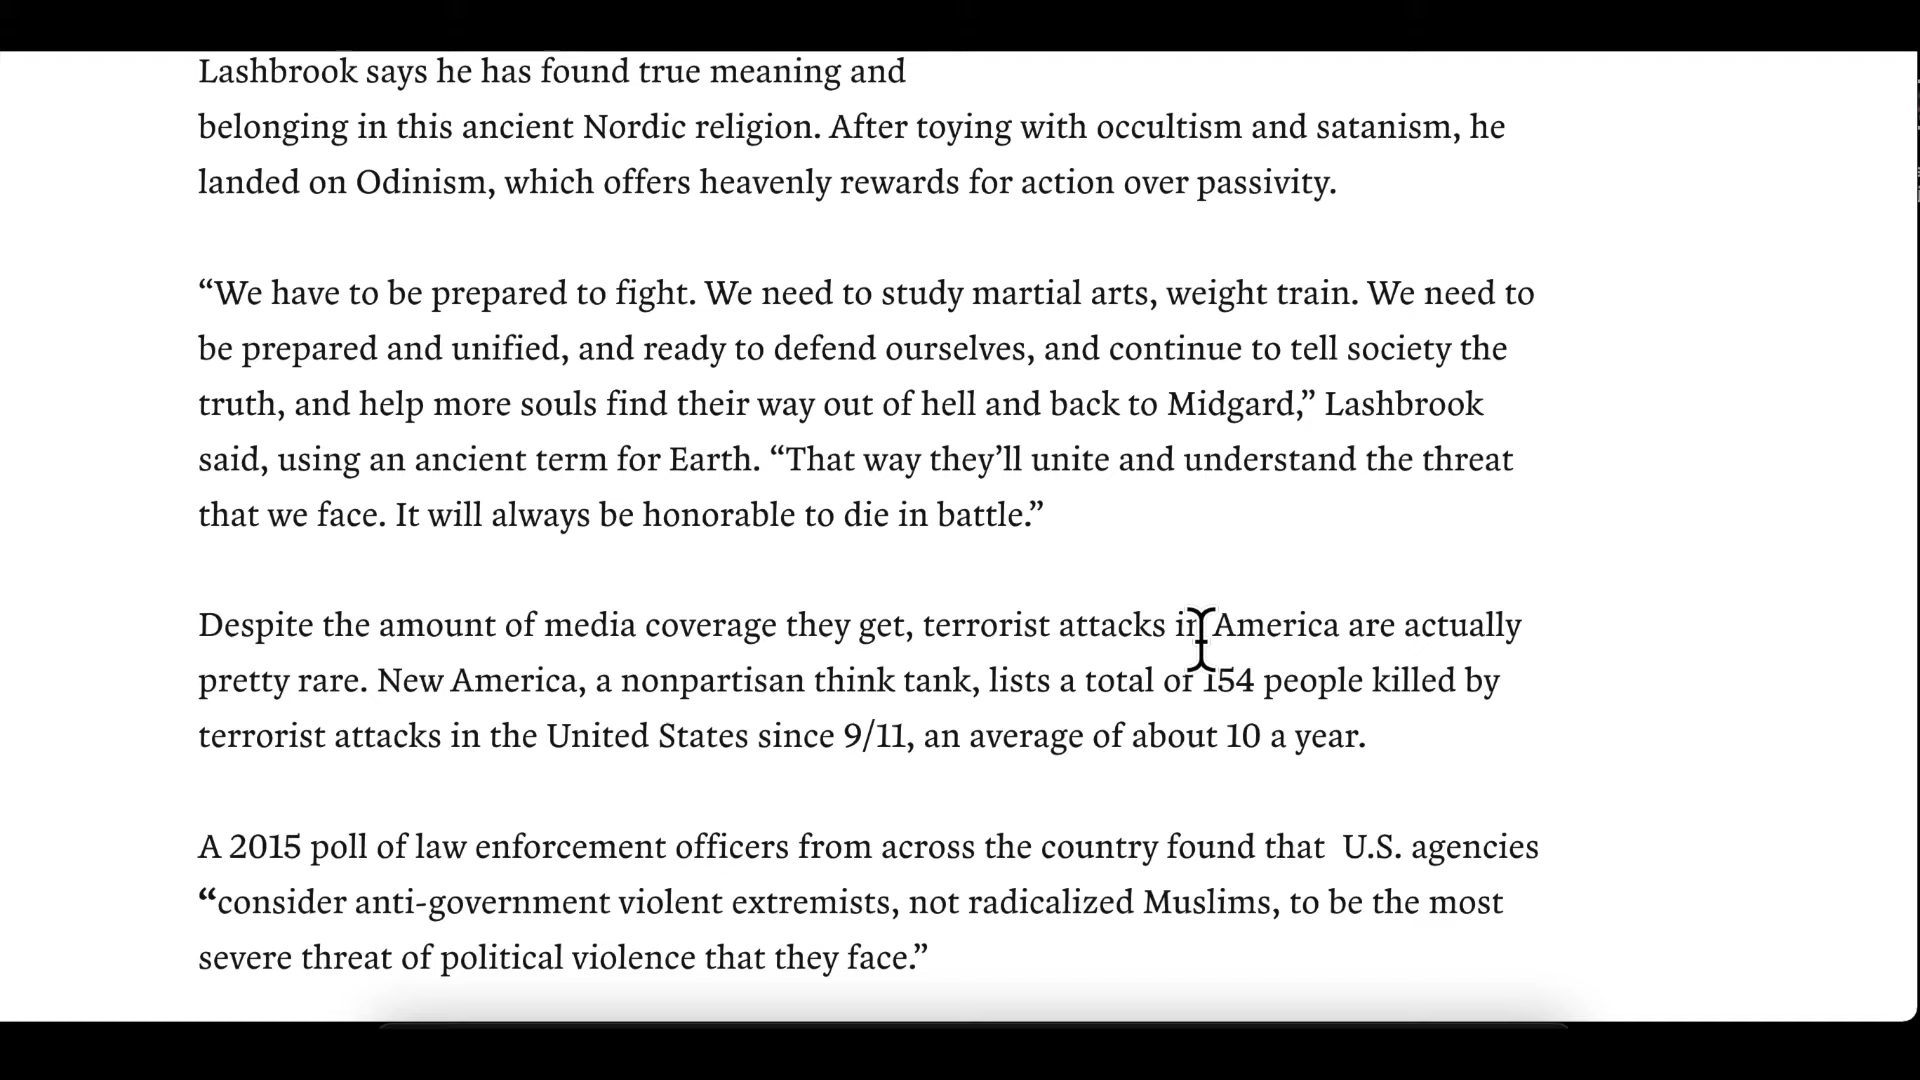 Lashbrook says he has found true meaning and
belonging in this ancient Nordic religion. After toying with occultism and satanism, he
landed on Odinism, which offers heavenly rewards for action over passivity.
“We have to be prepared to fight. We need to study martial arts, weight train. We need to
be prepared and unified, and ready to defend ourselves, and continue to tell society the
truth, and help more souls find their way out of hell and back to Midgard,” Lashbrook
said, using an ancient term for Earth. “That way they’ll unite and understand the threat
that we face. It will always be honorable to die in battle.”
Despite the amount of media coverage they get, terrorist attacks in America are actually
pretty rare. New America, a nonpartisan think tank, lists a total of 154 people killed by
terrorist attacks in the United States since 9/11, an average of about 10 a year.
A 2015 poll of law enforcement officers from across the country found that  U.S. agencies
“consider anti-government violent extremists, not radicalized Muslims, to be the most
severe threat of political violence that they face.”